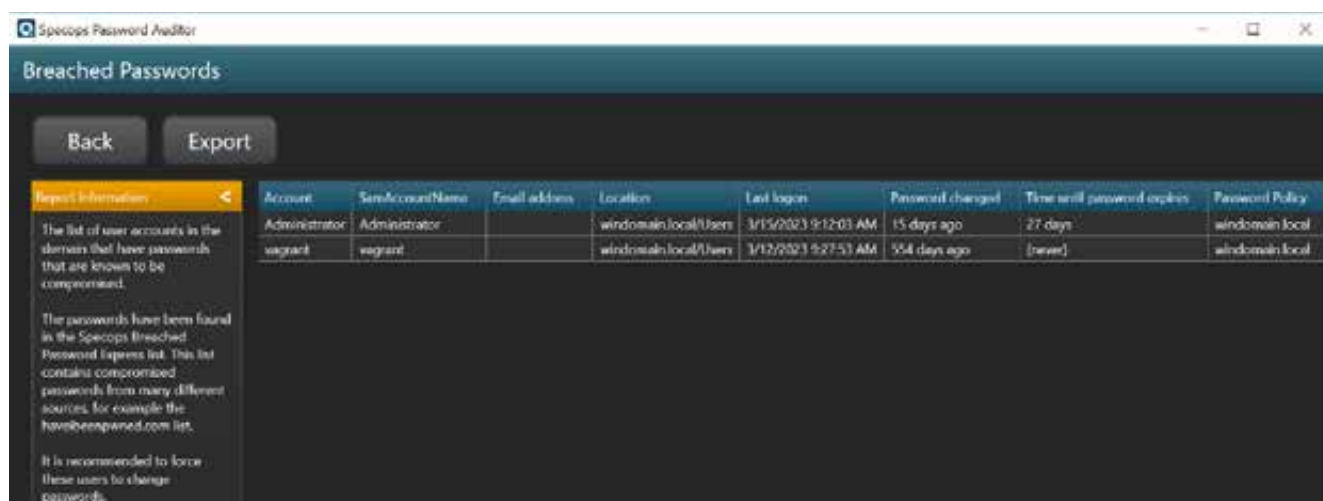 Specops Password Auditor
Breached Passwords
Back Export
Report Information <
The list of user accounts in the
domain that have passwords
that are known to be
compromised.
The passwords have been found
in the Specops Breached
Password Express list. This list
contains compromised
passwords from many different
sources, for example the
haveibeenpwned.com list.
It is recommended to force
these users to change
passwords.
Account SamAccountName Email address Location Last logon Password changed Time until password expires Password Policy
Administrator Administrator windomain.local/Users 3/15/2023 9:12:03 AM 15 days ago 27 days windomain.local
vagrant vagrant windomain.local/Users 3/12/2023 9:27:53 AM 554 days ago (never) windomain.local